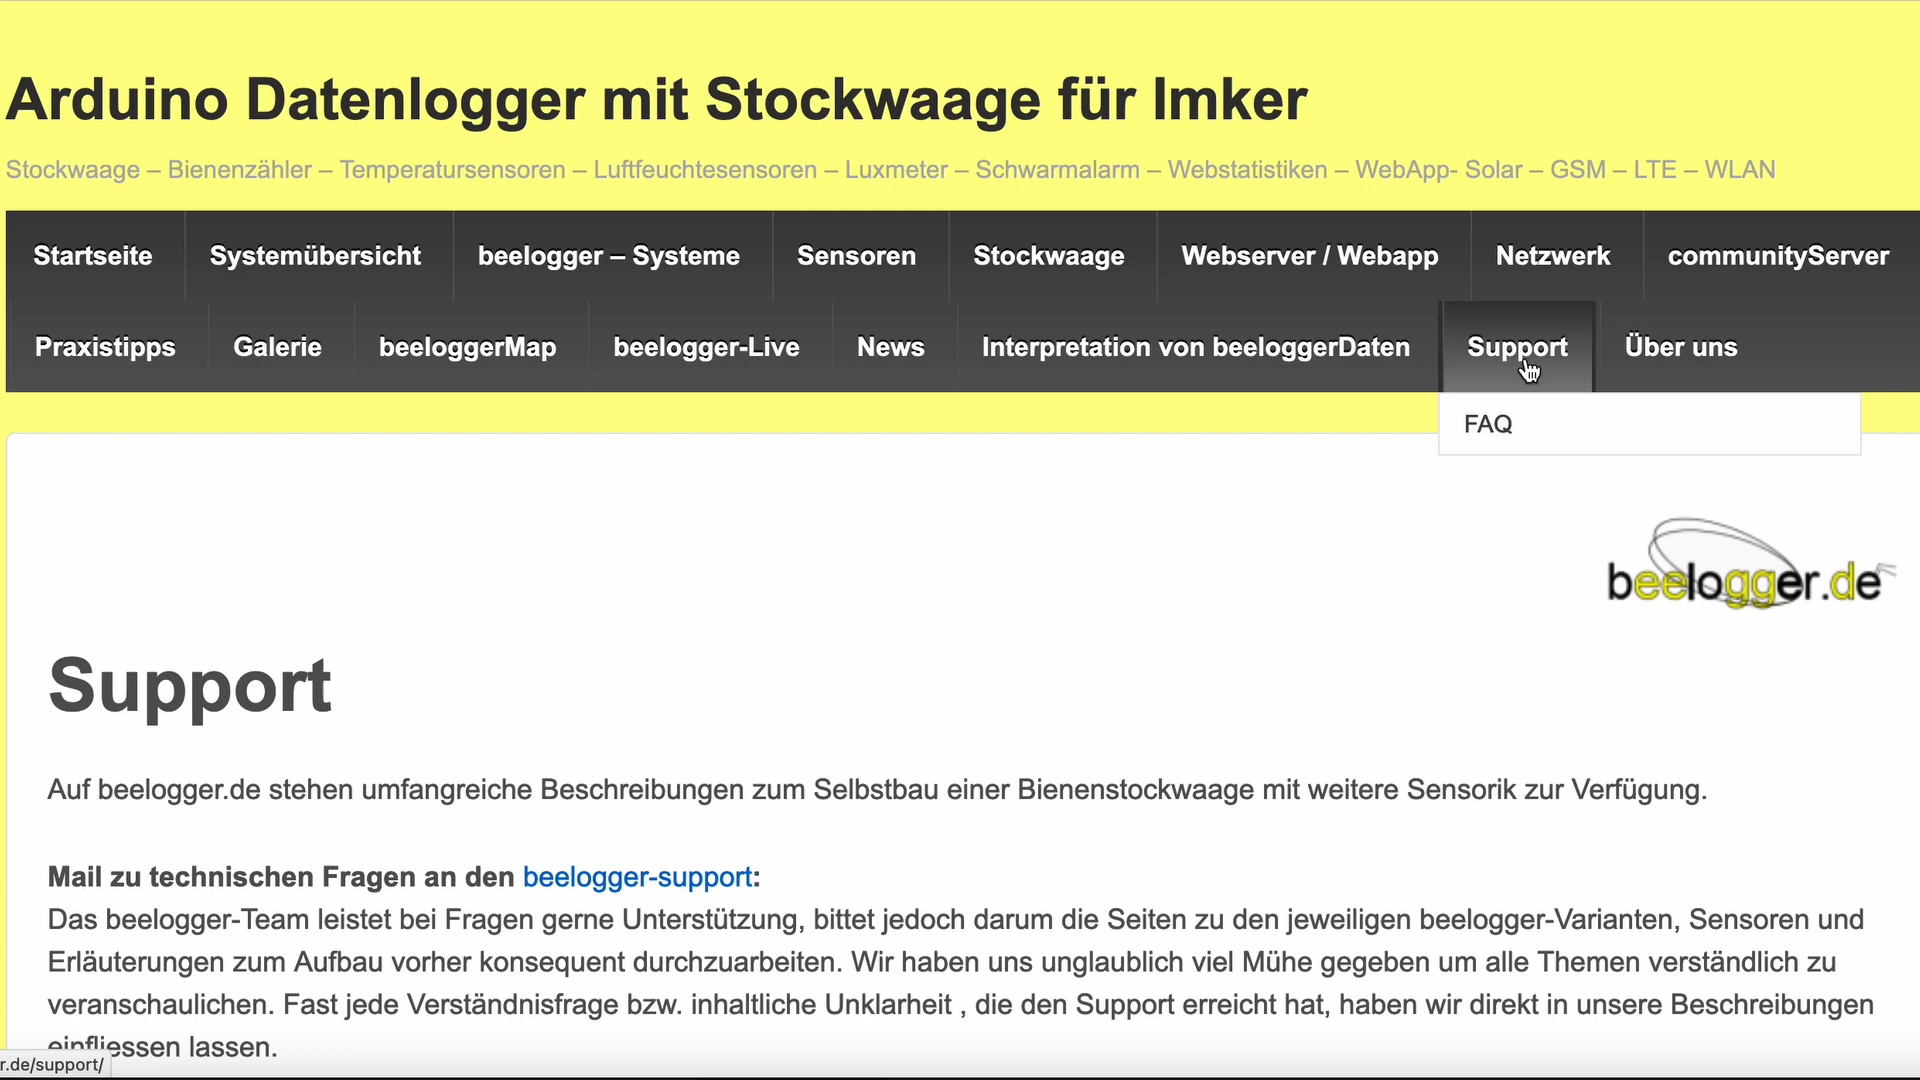 Arduino Datenlogger mit Stockwaage für Imker
Stockwaage – Bienenzähler – Temperatursensoren – Luftfeuchtesensoren – Luxmeter – Schwarmalarm – Webstatistiken – WebApp- Solar – GSM – LTE – WLAN
Startseite Systemübersicht beelogger – Systeme Sensoren Stockwaage Webserver / Webapp Netzwerk communityServer
Praxistipps Galerie beeloggerMap beelogger-Live News Interpretation von beeloggerDaten Support Über uns
FAQ
beelogger.de
Support
Auf beelogger.de stehen umfangreiche Beschreibungen zum Selbstbau einer Bienenstockwaage mit weitere Sensorik zur Verfügung.
Mail zu technischen Fragen an den beelogger-support:
Das beelogger-Team leistet bei Fragen gerne Unterstützung, bittet jedoch darum die Seiten zu den jeweiligen beelogger-Varianten, Sensoren und
Erläuterungen zum Aufbau vorher konsequent durchzuarbeiten. Wir haben uns unglaublich viel Mühe gegeben um alle Themen verständlich zu
veranschaulichen. Fast jede Verständnisfrage bzw. inhaltliche Unklarheit , die den Support erreicht hat, haben wir direkt in unsere Beschreibungen
einfliessen lassen.
r.de/support/